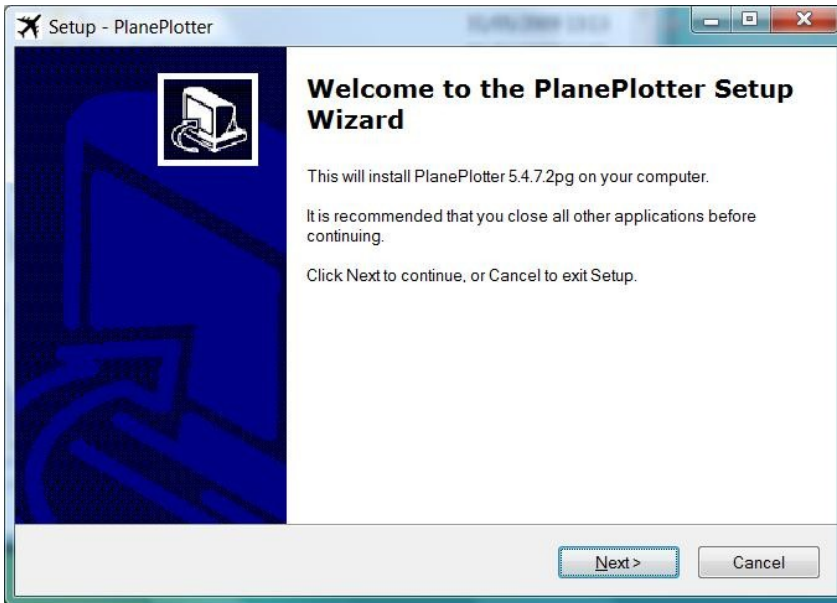 Setup - PlanePlotter
Welcome to the PlanePlotter Setup
Wizard
This will install PlanePlotter 5.4.7.2pg on your computer.
It is recommended that you close all other applications before
continuing.
Click Next to continue, or Cancel to exit Setup.
Next >
Cancel